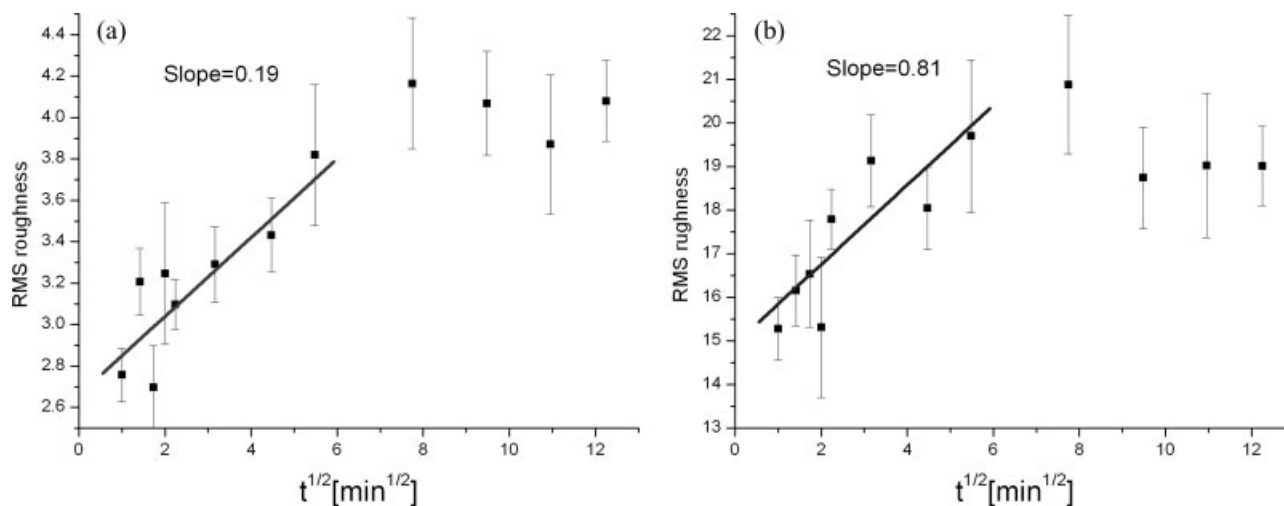 (a)
Slope=0.19
RMS roughness
4.4
4.2
4.0
3.8
3.6
3.4
3.2
3.0
2.8
2.6
0 2 4 6 8 10 12
t^1/2[min^1/2]
(b)
Slope=0.81
RMS rughness
22
21
20
19
18
17
16
15
14
13
0 2 4 6 8 10 12
t^1/2[min^1/2]